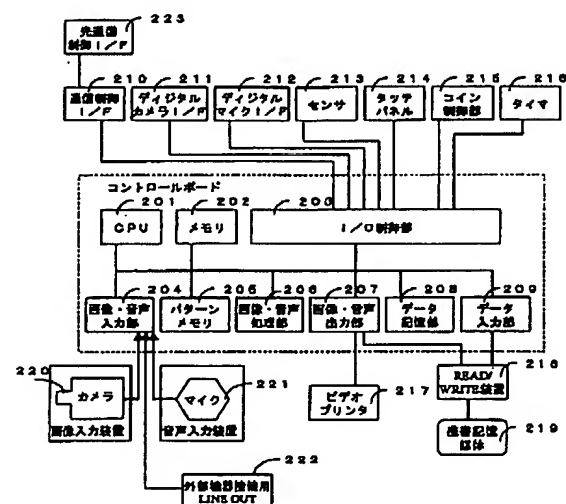 223
光通信
制御I/F
210
211
212
213
214
215
216
通信制御
I/F
ディジタル
カメラI/F
ディジタル
マイクI/F
センサ
タッチ
パネル
コイン
制御部
タイマ
コントロールボード
201
202
203
CPU
メモリ
I/O制御部
204
205
206
207
208
209
画像・音声
入力部
パターン
メモリ
画像・音声
処理部
画像・音声
出力部
データ
記憶部
データ
入力部
220
カメラ
画像入力装置
221
マイク
音声入力装置
ビデオ
プリンタ
217
218
READ/
WRITE装置
219
記憶
媒体
222
外部機器接続用
LINE OUT